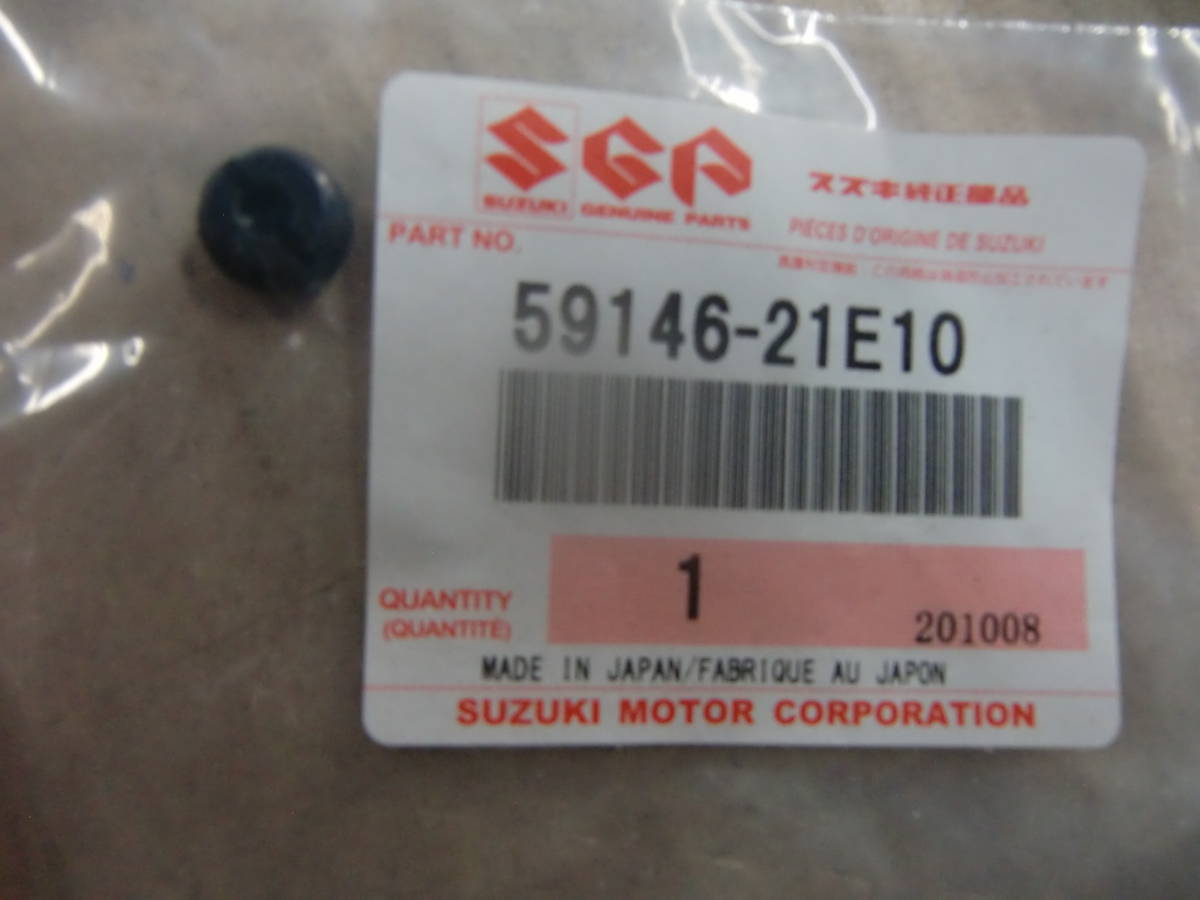 SGP
SUZUKI GENUINE PARTS
スズキ純正部品
PIÈCES D'ORIGINE DE SUZUKI
PART NO.
59146-21E10
QUANTITY
(QUANTITÉ)
1
201008
MADE IN JAPAN/FABRIQUE AU JAPON
SUZUKI MOTOR CORPORATION